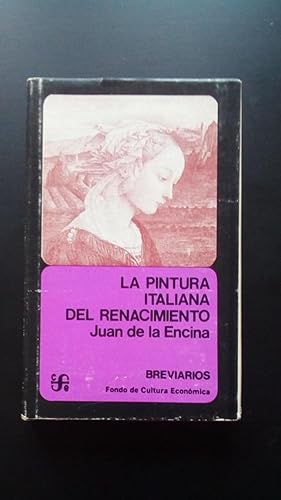 LA PINTURA
ITALIANA
DEL RENACIMIENTO
Juan de la Encina
BREVIARIOS
Fondo de Cultura Económica